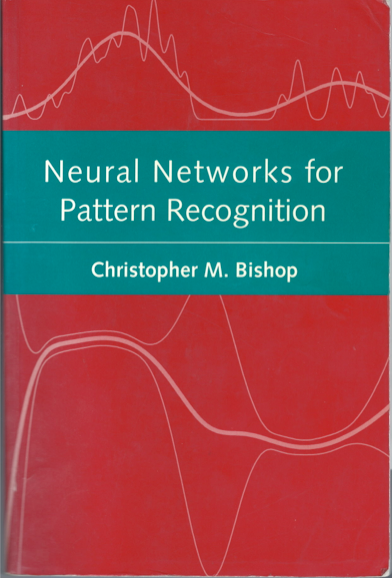 Neural Networks for
Pattern Recognition
Christopher M. Bishop